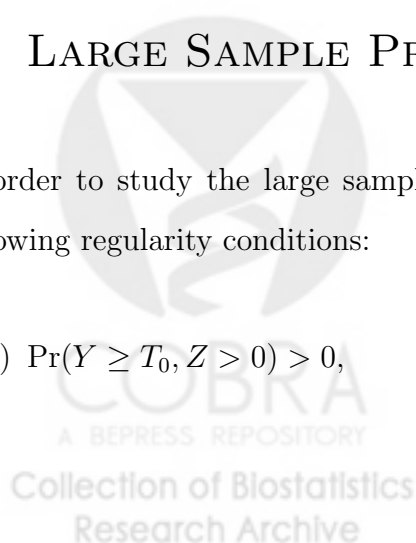 LARGE SAMPLE PR
order to study the large sampl
owing regularity conditions:
) Pr(Y ≥ T₀, Z > 0) > 0,
COBRA
A BEPRESS REPOSITORY
Collection of Biostatistics
Research Archive